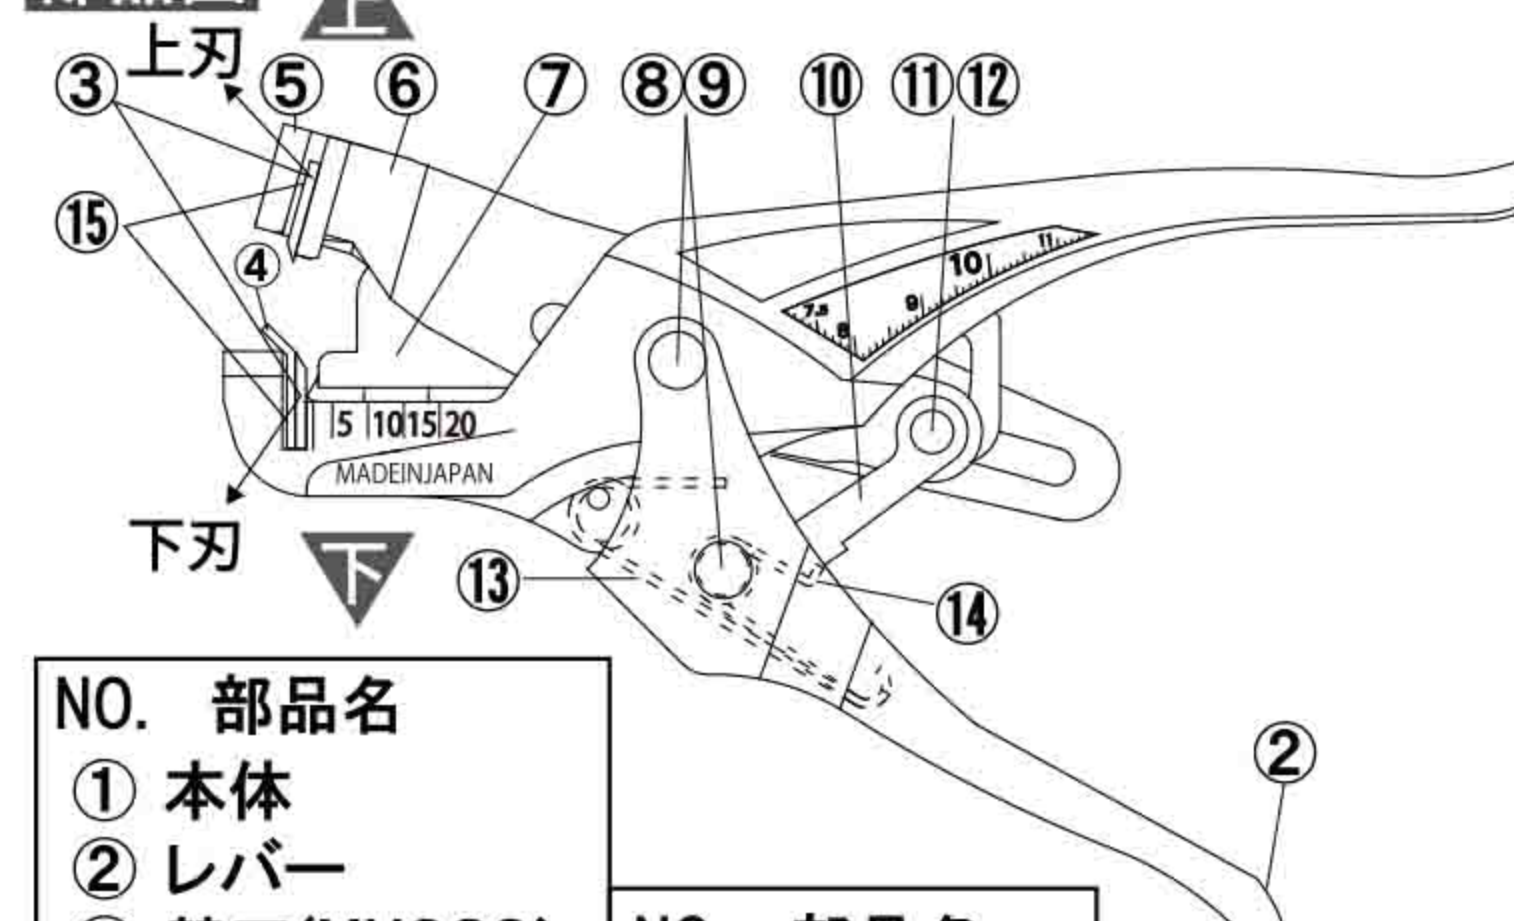 上
上刃
③ ⑤ ⑥ ⑦ ⑧⑨ ⑩ ⑪⑫
⑮
④
7.5 8 9 10 11
5 10 15 20
MADEINJAPAN
下刃
下
⑬
⑭
②
NO. 部品名
① 本体
② レバー
NO. 部品名